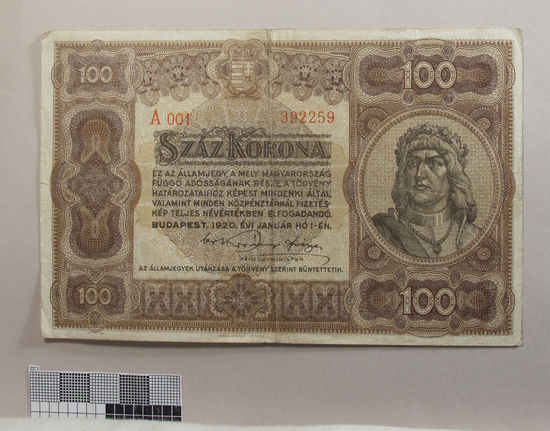 100
100
A 001 392259
SZÁZ KORONA
EZ AZ ÁLLAMJEGY A MELY MAGYARORSZÁG
FÜGGŐ ADÓSSÁGÁNAK RÉSZE A TÖRVÉNY
HATÁROZATAIHOZ KÉPEST MINDENKI ÁLTAL
VALAMINT MINDEN KÖZPÉNZTÁRNÁL FIZETÉS-
KÉP TELJES NÉVÉRTÉKBEN ELFOGADANDÓ.
BUDAPEST, 1920. ÉVI JANUÁR HÓ 1-ÉN.
PÉNZÜGYMINISTER
AZ ÁLLAMJEGYEK UTÁNZÁSA A TÖRVÉNY SZERINT BÜNTETTETIK.
100
100